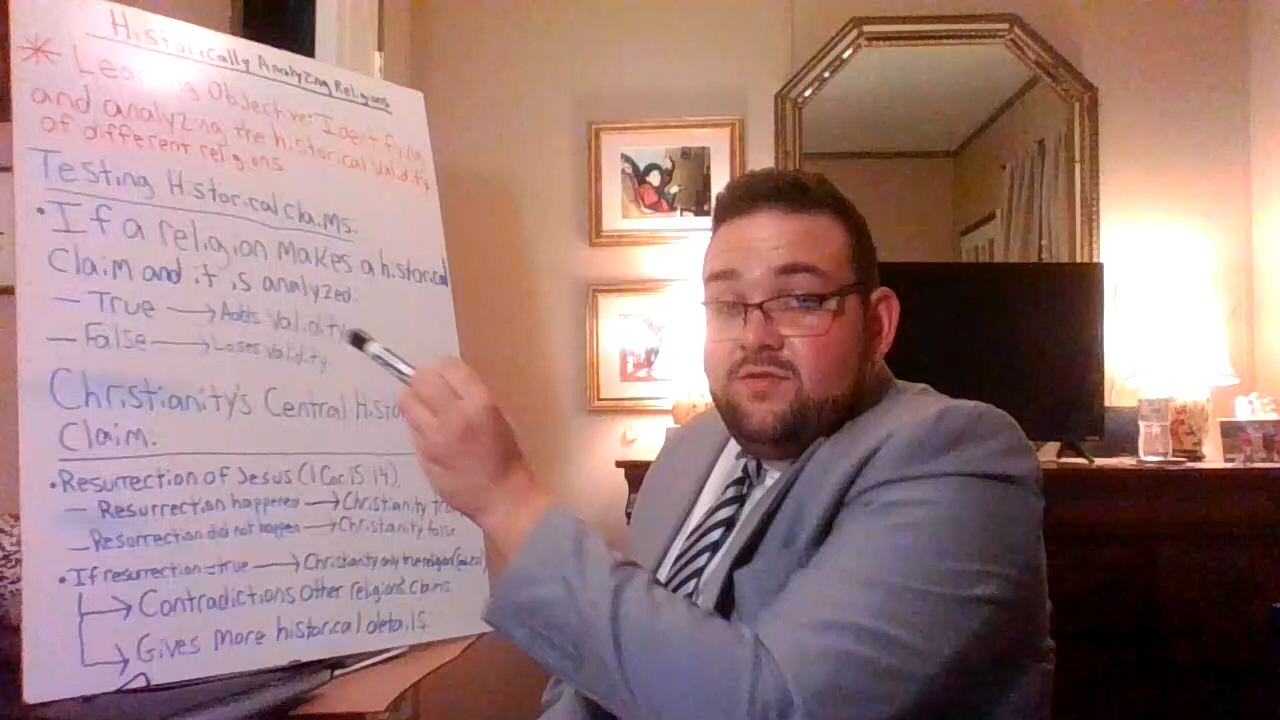 Historically Analyzing Religions
* Learning Objective: Identifying
and analyzing the historical validity
of different religions
Testing Historical claims.
• If a religion makes a historical
Claim and it is analyzed.
– True → Adds validity
– False → Loses validity
Christianity's Central Histo
Claim.
• Resurrection of Jesus (1 Cor 15:14)
– Resurrection happened → Christianity tr
– Resurrection did not happen → Christianity false
• If resurrection = true → Christianity only true religion
→ Contradictions other religions claims
→ Gives more historical details